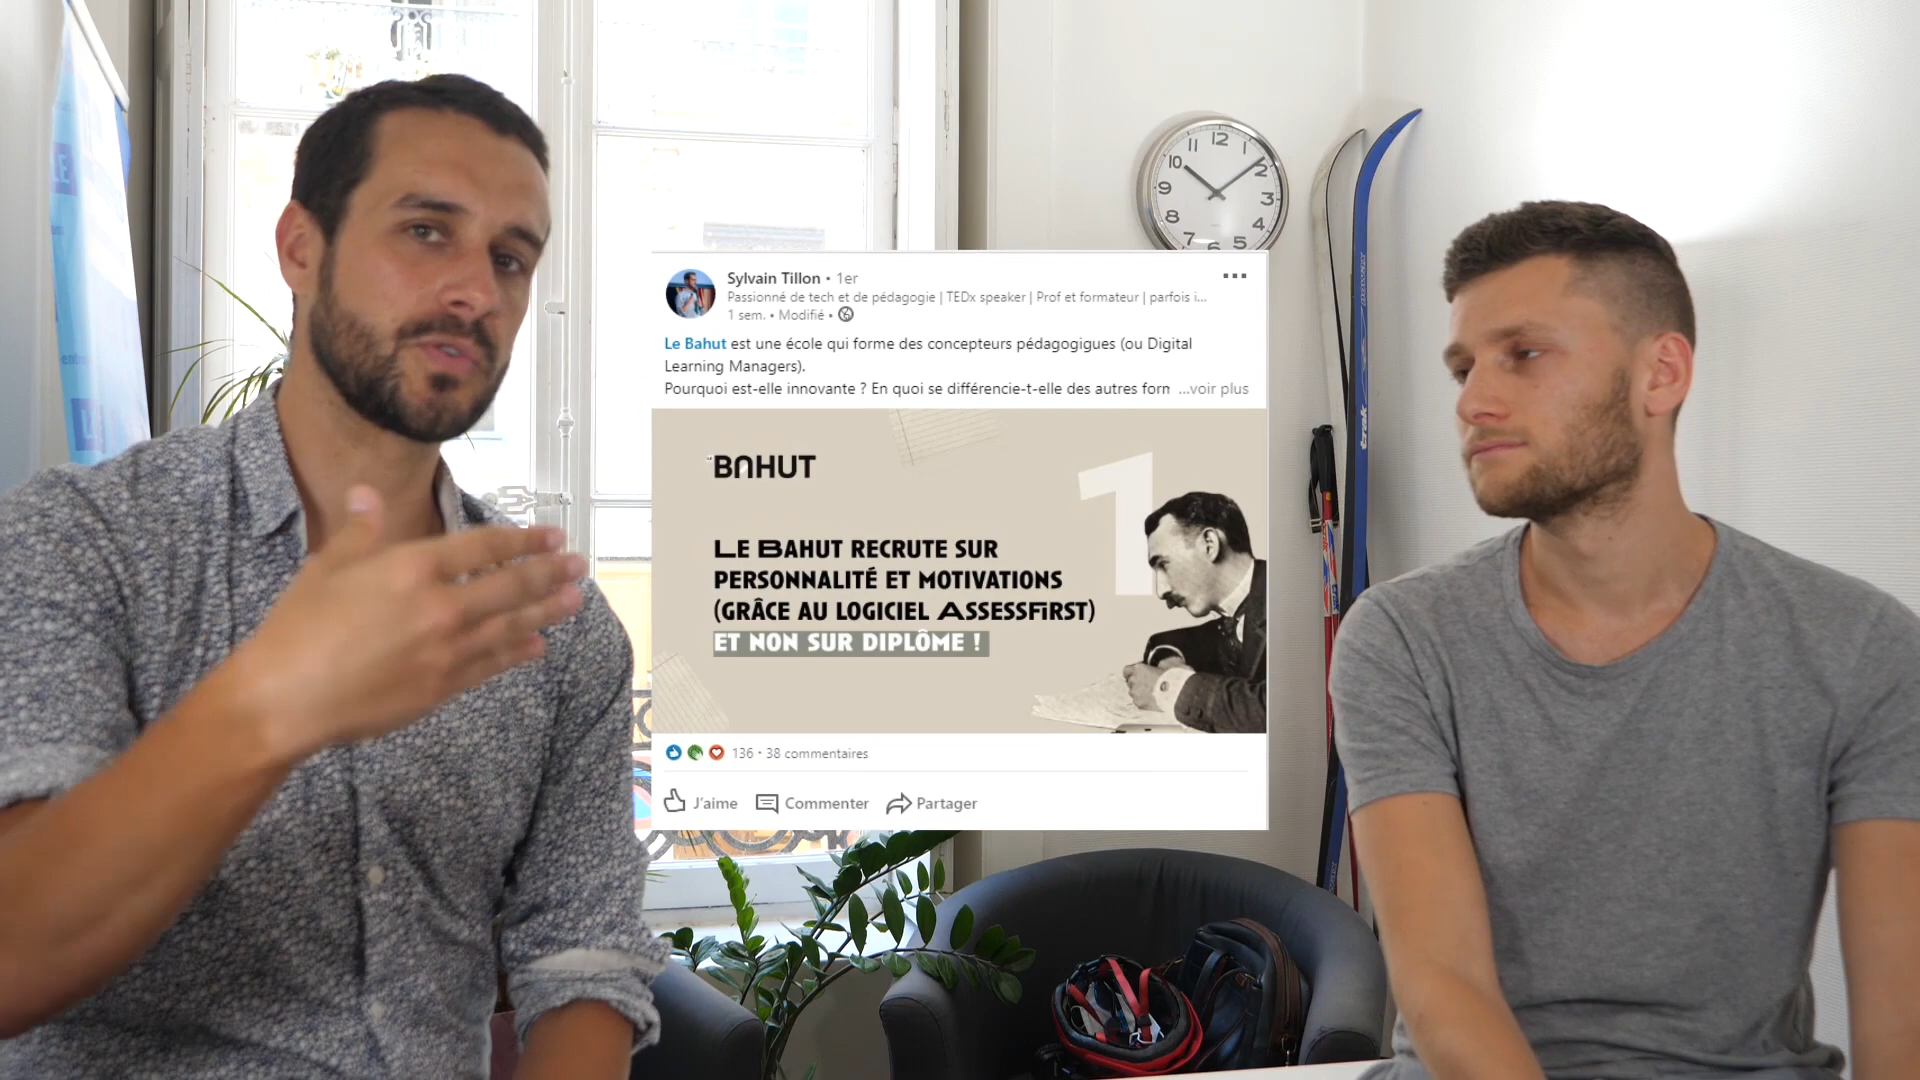 12
11
1
10
2
9
3
8
4
7
6
5
Sylvain Tillon • 1er
Passionné de tech et de pédagogie | TEDx speaker | Prof et formateur | parfois i...
1 sem. • Modifié •
Le Bahut est une école qui forme des concepteurs pédagogigues (ou Digital
Learning Managers).
Pourquoi est-elle innovante ? En quoi se différencie-t-elle des autres forn ...voir plus
LE BAHUT
1
LE BAHUT RECRUTE SUR
PERSONNALITÉ ET MOTIVATIONS
(GRÂCE AU LOGICIEL ASSESSFiRST)
ET NON SUR DIPLÔME !
136 · 38 commentaires
J'aime
Commenter
Partager
trak